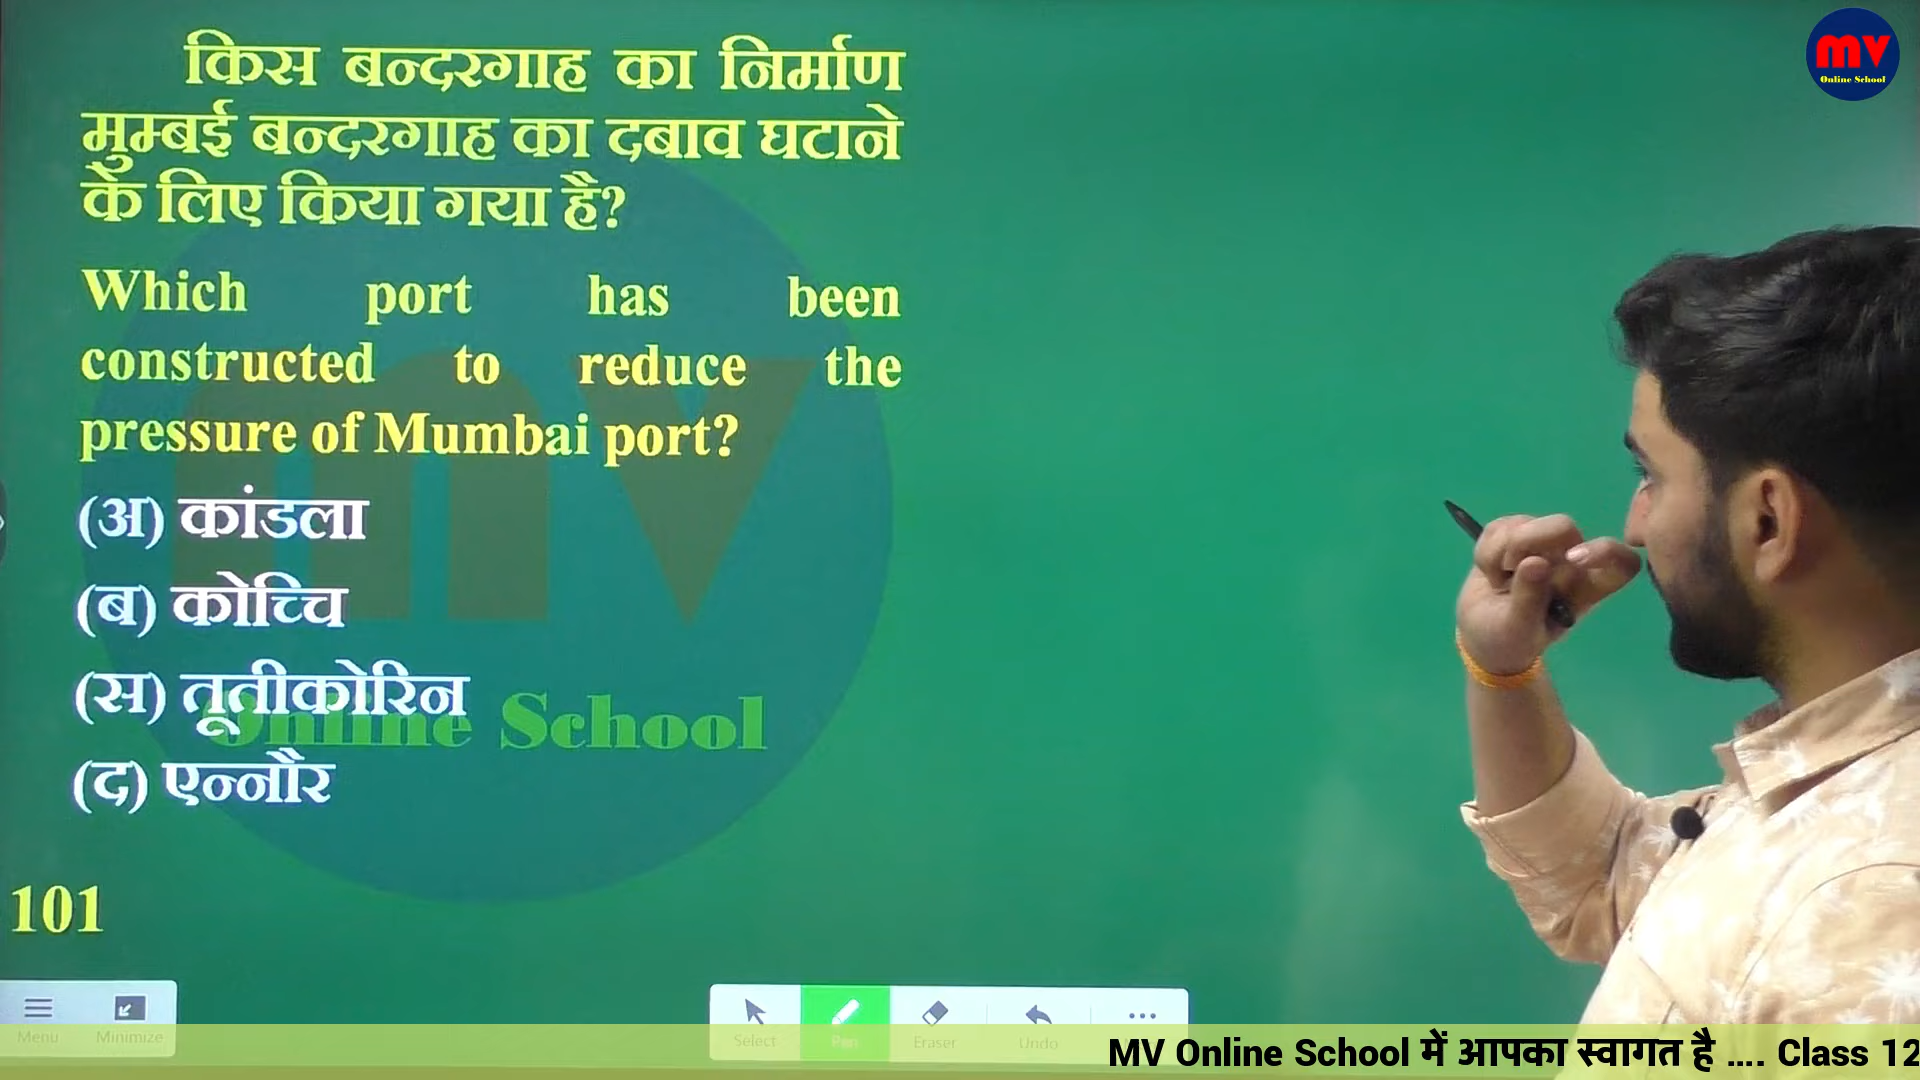 mv
Online School
किस बन्दरगाह का निर्माण
मुम्बई बन्दरगाह का दबाव घटाने
के लिए किया गया है?
Which port has been
constructed to reduce the
pressure of Mumbai port?
(अ) कांडला
(ब) कोच्चि
(स) तूतीकोरिन
(द) एन्नौर
mv
Online School
101
Menu Minimize Select Pen Eraser Undo
MV Online School में आपका स्वागत है .... Class 12